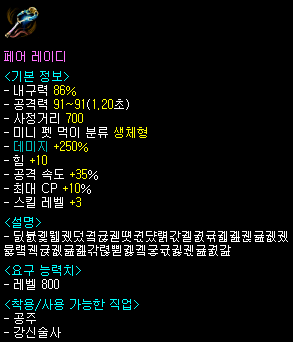 페어 레이디
<기본 정보>
- 내구력 86%
- 공격력 91~91(1,20초)
- 사정거리 700
- 미니 펫 먹이 분류 생체형
- 데미지 +250%
- 힘 +10
- 공격 속도 +35%
- 최대 CP +10%
- 스킬 레벨 +3
<설명>
<요구 능력치>
- 레벨 800
<착용/사용 가능한 직업>
- 공주
- 강신술사